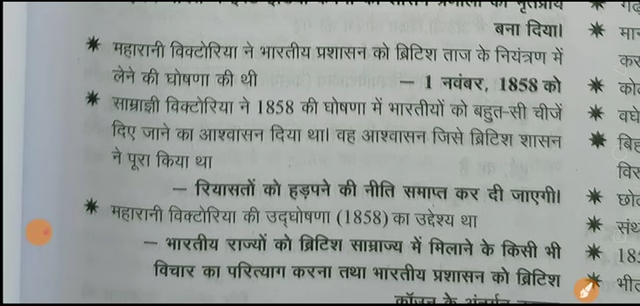 बना दिया।
* महारानी विक्टोरिया ने भारतीय प्रशासन को ब्रिटिश ताज के नियंत्रण में
लेने की घोषणा की थी — 1 नवंबर, 1858 को
* साम्राज्ञी विक्टोरिया ने 1858 की घोषणा में भारतीयों को बहुत-सी चीजें
दिए जाने का आश्वासन दिया था। वह आश्वासन जिसे ब्रिटिश शासन
ने पूरा किया था
— रियासतों को हड़पने की नीति समाप्त कर दी जाएगी।
* महारानी विक्टोरिया की उद्घोषणा (1858) का उद्देश्य था
— भारतीय राज्यों को ब्रिटिश साम्राज्य में मिलाने के किसी भी
विचार का परित्याग करना तथा भारतीय प्रशासन को ब्रिटिश